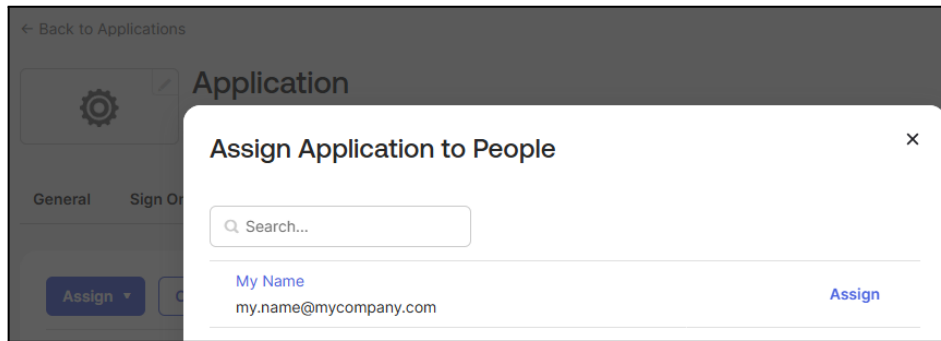 ← Back to Applications
Application
Assign Application to People
×
General Sign On
Search...
My Name
my.name@mycompany.com
Assign
Assign